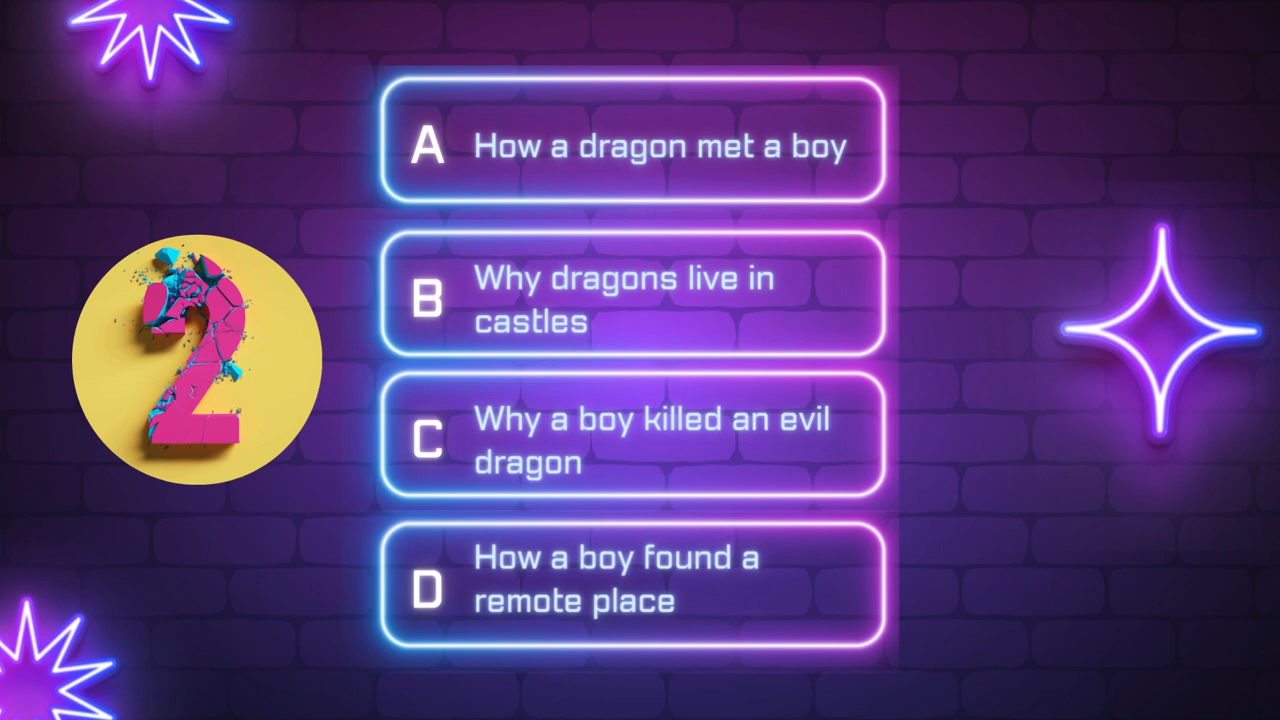 2
A
How a dragon met a boy
B
Why dragons live in
castles
C
Why a boy killed an evil
dragon
D
How a boy found a
remote place